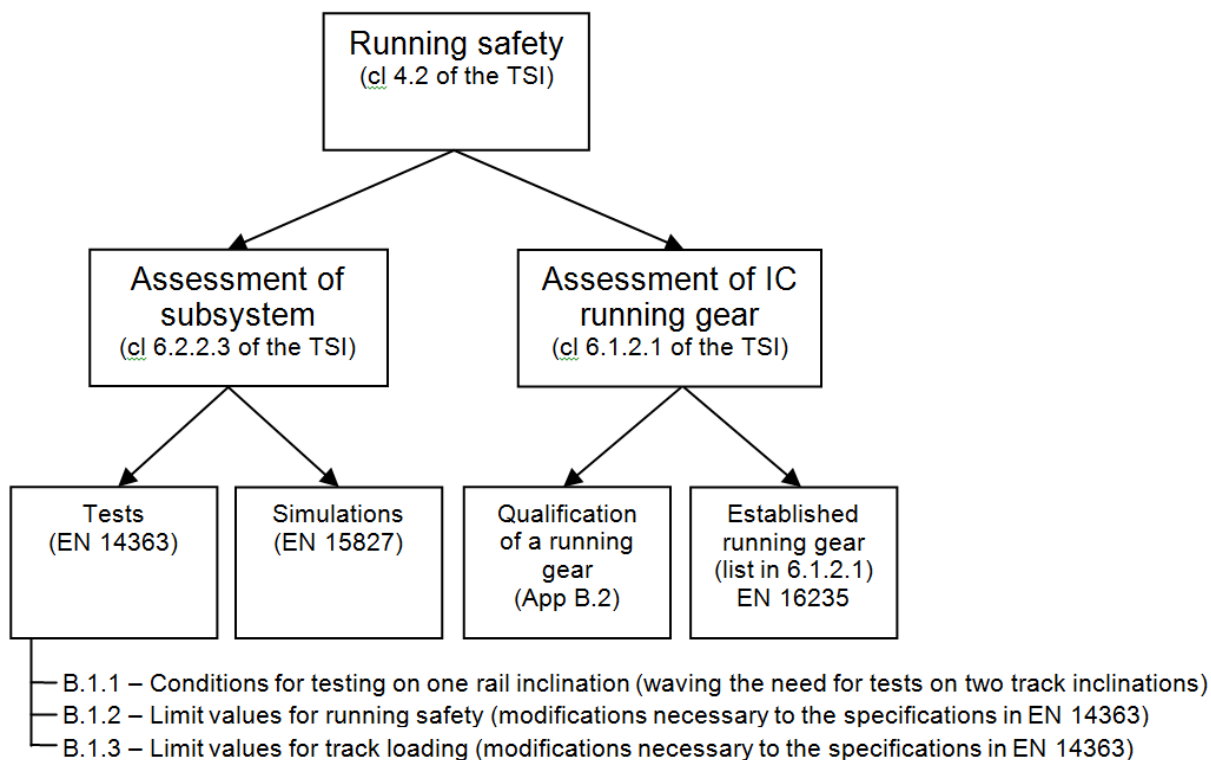 Running safety
(cl 4.2 of the TSI)
Assessment of
subsystem
(cl 6.2.2.3 of the TSI)
Assessment of IC
running gear
(cl 6.1.2.1 of the TSI)
Tests
(EN 14363)
Simulations
(EN 15827)
Qualification
of a running
gear
(App B.2)
Established
running gear
(list in 6.1.2.1)
EN 16235
B.1.1 – Conditions for testing on one rail inclination (waving the need for tests on two track inclinations)
B.1.2 – Limit values for running safety (modifications necessary to the specifications in EN 14363)
B.1.3 – Limit values for track loading (modifications necessary to the specifications in EN 14363)